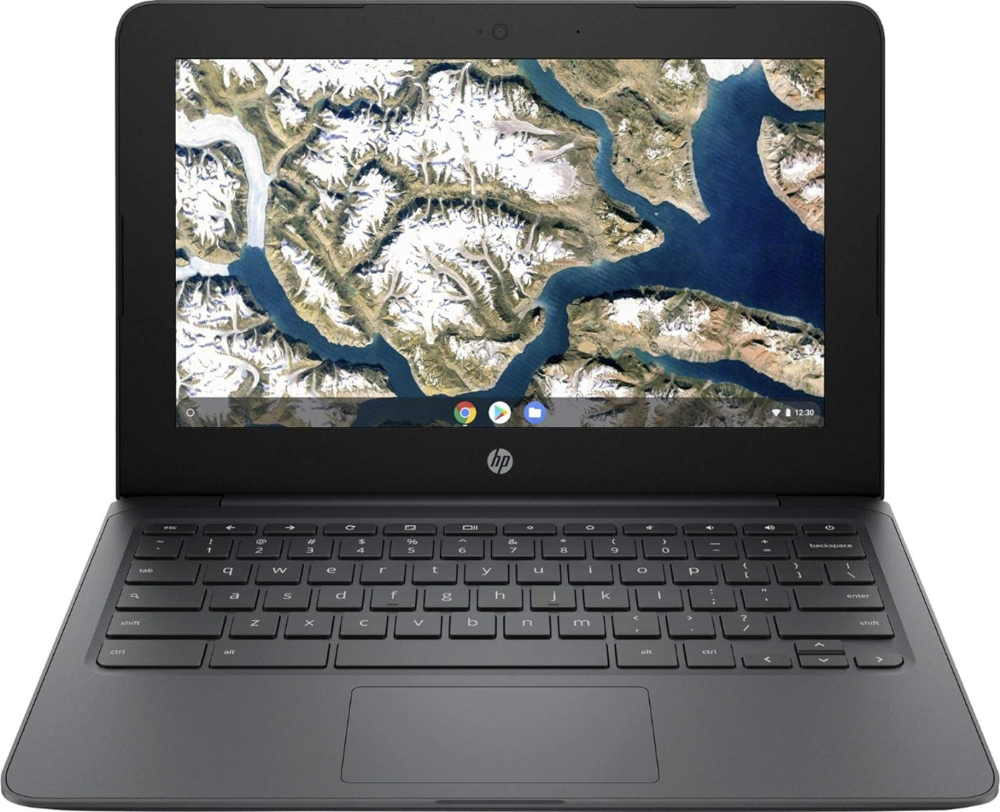 12:30
hp
esc
~ ! @ # $ % ^ & * ( ) — +
` 1 2 3 4 5 6 7 8 9 0 - = backspace
tab q w e r t y u i o p { [ } ] | \
a s d f g h j k l : ; " ' enter
shift z x c v b n m < , > . ? / shift
ctrl alt alt ctrl < ^ v >